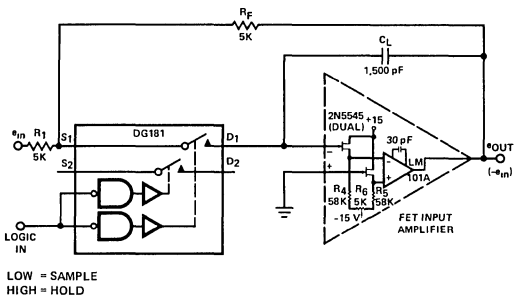 RF
5K
CL
1,500 pF
ein
R1
5K
S1
DG181
D1
S2
D2
2N5545
(DUAL)
+15
30 pF
LM
101A
eOUT
(-ein)
R4
58K
R6
5K
R5
58K
-15 V
FET INPUT
AMPLIFIER
LOGIC
IN
LOW = SAMPLE
HIGH = HOLD